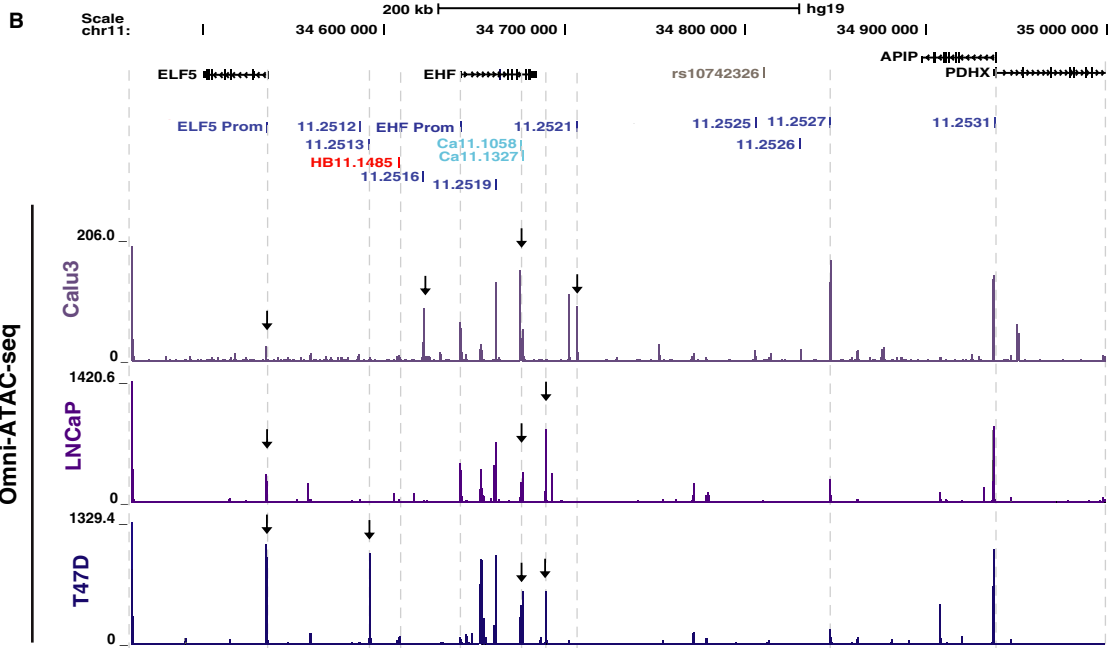 B
200 kb hg19
Scale
chr11: 34 600 000 34 700 000 34 800 000 34 900 000 35 000 000
APIP
ELF5 EHF rs10742326 PDHX
ELF5 Prom 11.2512 EHF Prom 11.2521 11.2525 11.2527 11.2531
11.2513 Ca11.1058 11.2526
HB11.1485 Ca11.1327
11.2516 11.2519
Omni-ATAC-seq
206.0
Calu3
0
1420.6
LNCaP
0
1329.4
T47D
0